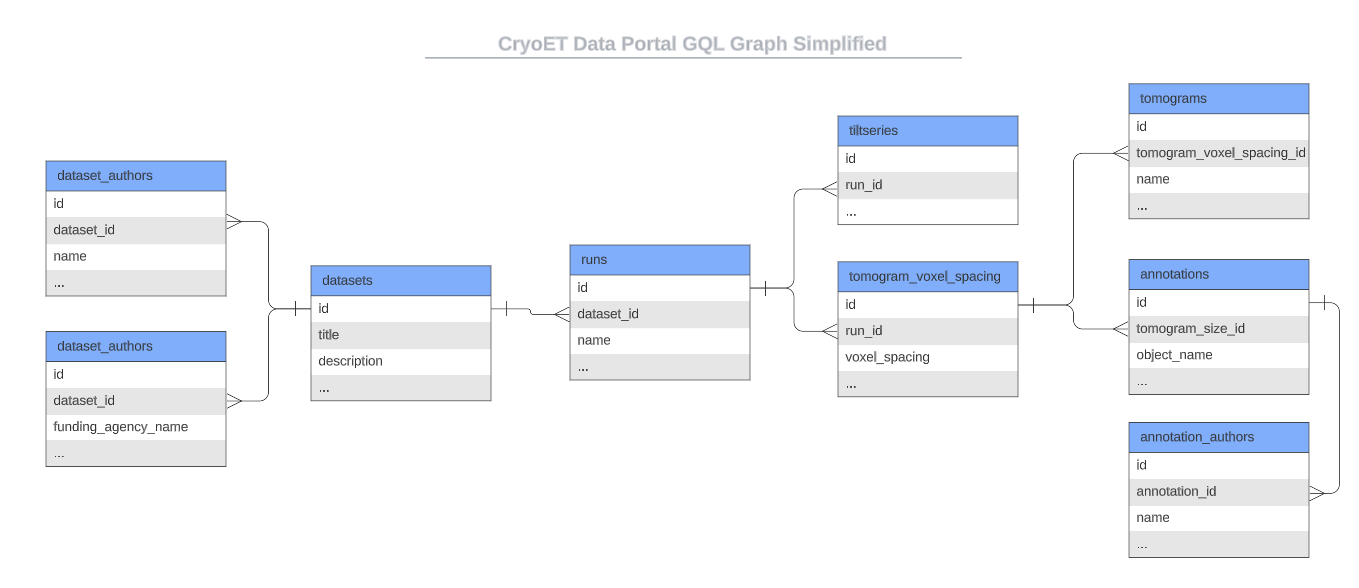 CryoET Data Portal GQL Graph Simplified
dataset_authors
id
dataset_id
name
...
dataset_authors
id
dataset_id
funding_agency_name
...
datasets
id
title
description
...
runs
id
dataset_id
name
...
tiltseries
id
run_id
...
tomogram_voxel_spacing
id
run_id
voxel_spacing
...
tomograms
id
tomogram_voxel_spacing_id
name
...
annotations
id
tomogram_size_id
object_name
...
annotation_authors
id
annotation_id
name
...